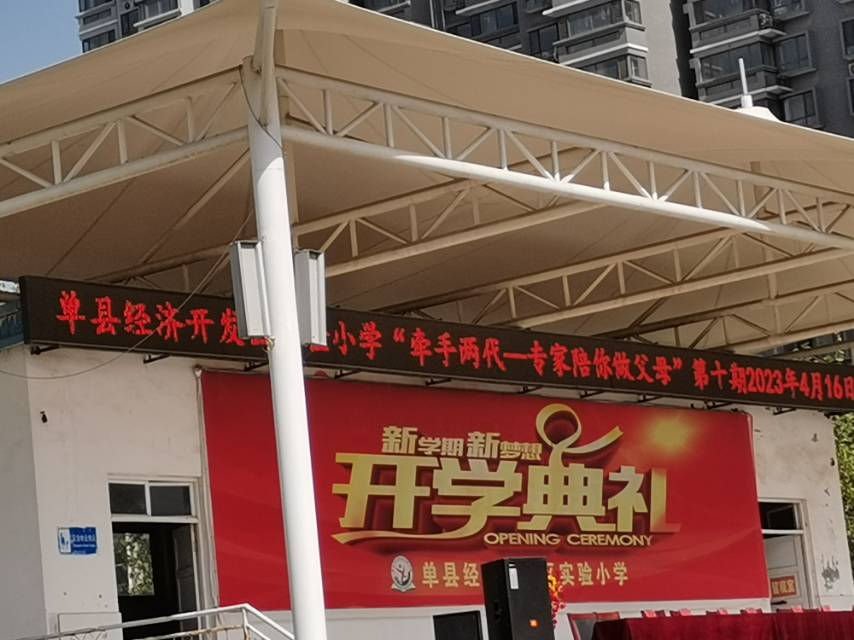 单县经济开发 小学“牵手两代—专家陪你做父母”第十期2023年4月16日
新学期新梦想
开学典礼
OPENING CEREMONY
单县经 实验小学